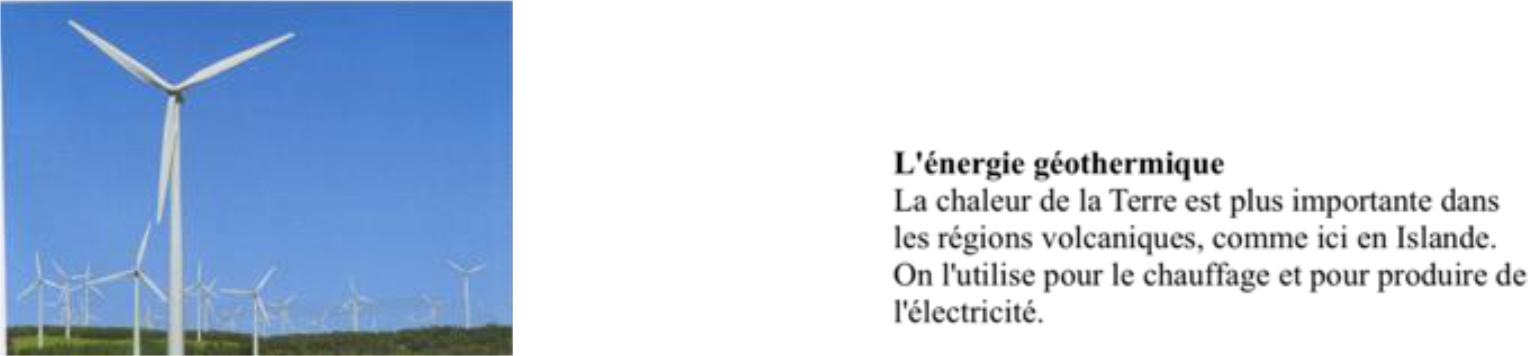 L'énergie géothermique
La chaleur de la Terre est plus importante dans
les régions volcaniques, comme ici en Islande.
On l'utilise pour le chauffage et pour produire de
l'électricité.